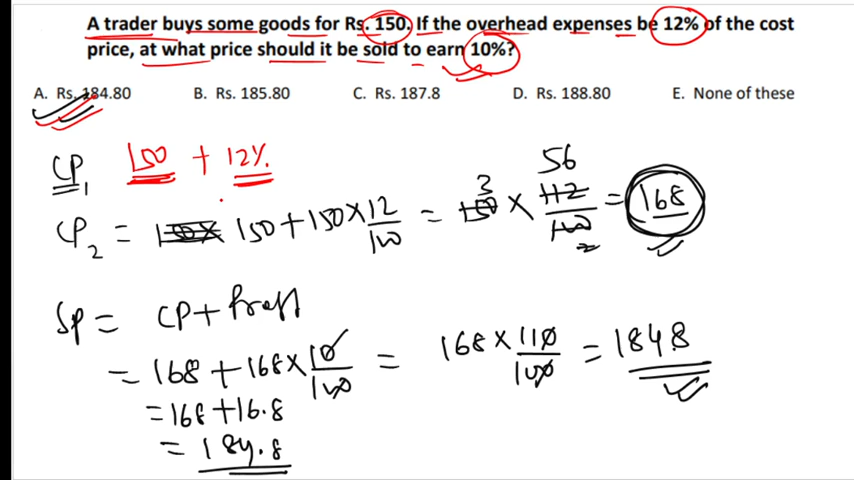 A trader buys some goods for Rs. 150. If the overhead expenses be 12% of the cost
price, at what price should it be sold to earn 10%?
A. Rs. 184.80 B. Rs. 185.80 C. Rs. 187.8 D. Rs. 188.80 E. None of these
CP1 150 + 12%
CP2 = 150 + 150 × 12/100 = 150 × 112/100 = 168
3 56 2
SP = CP + Profit
= 168 + 168 × 10/100 = 168 × 110/100 = 184.8
= 168 + 16.8
= 184.8